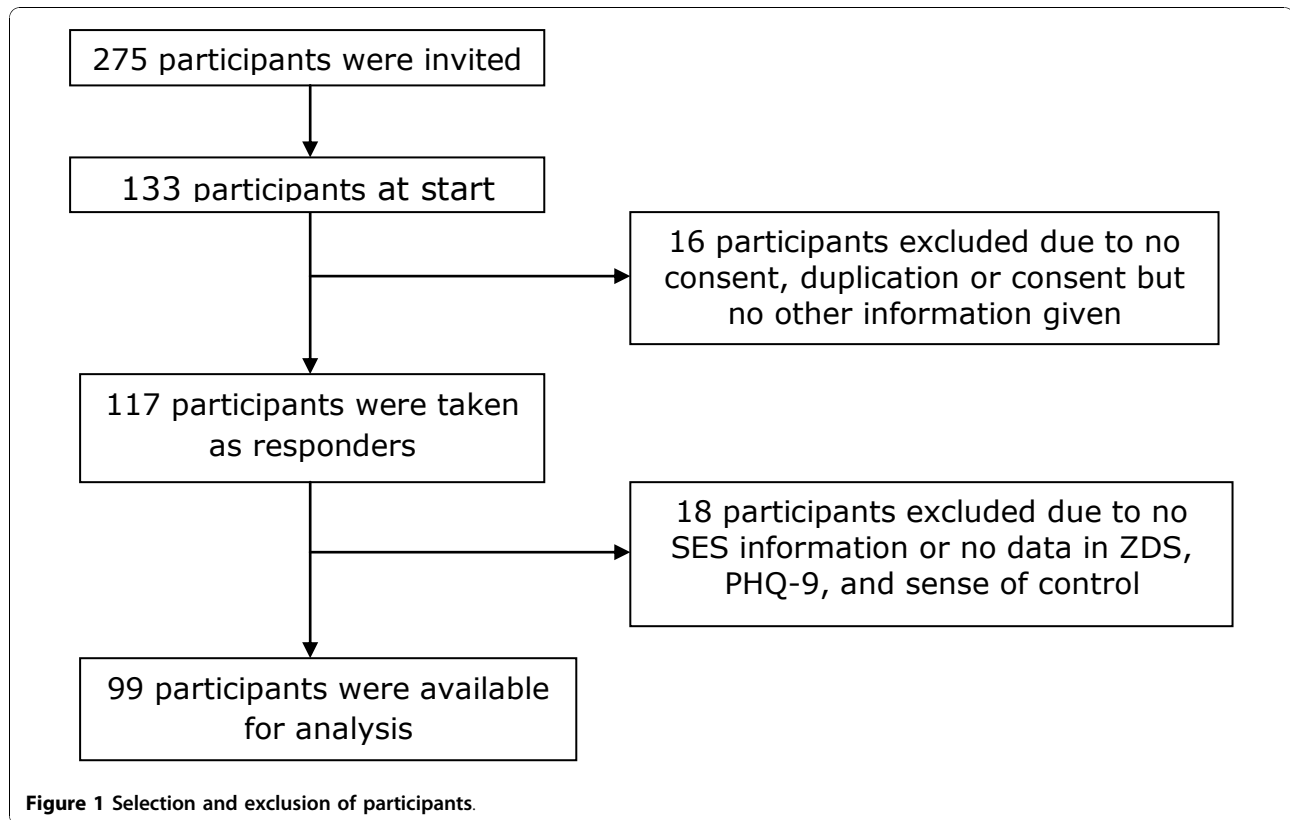 275 participants were invited
133 participants at start
16 participants excluded due to no
consent, duplication or consent but
no other information given
117 participants were taken
as responders
18 participants excluded due to no
SES information or no data in ZDS,
PHQ-9, and sense of control
99 participants were available
for analysis
Figure 1 Selection and exclusion of participants.